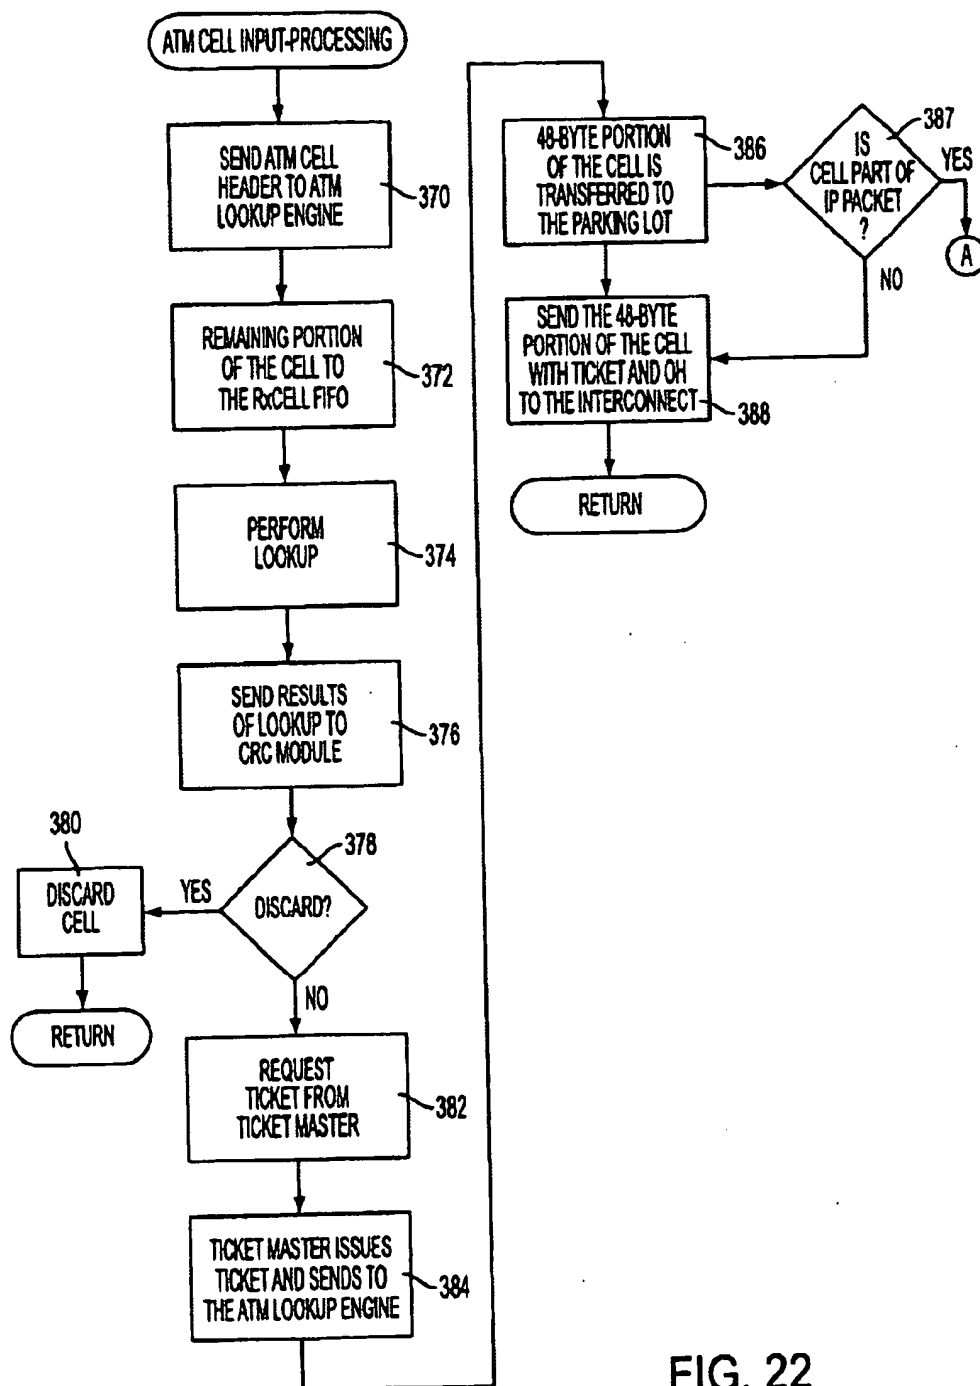 ATM CELL INPUT-PROCESSING
SEND ATM CELL
HEADER TO ATM
LOOKUP ENGINE
370
REMAINING PORTION
OF THE CELL TO
THE RxCELL FIFO
372
PERFORM
LOOKUP
374
SEND RESULTS
OF LOOKUP TO
CRC MODULE
376
378
DISCARD?
YES
380
DISCARD
CELL
RETURN
NO
REQUEST
TICKET FROM
TICKET MASTER
382
TICKET MASTER ISSUES
TICKET AND SENDS TO
THE ATM LOOKUP ENGINE
384
48-BYTE PORTION
OF THE CELL IS
TRANSFERRED TO
THE PARKING LOT
386
387
IS
CELL PART OF
IP PACKET
?
YES
A
NO
SEND THE 48-BYTE
PORTION OF THE CELL
WITH TICKET AND OH
TO THE INTERCONNECT
388
RETURN
FIG. 22